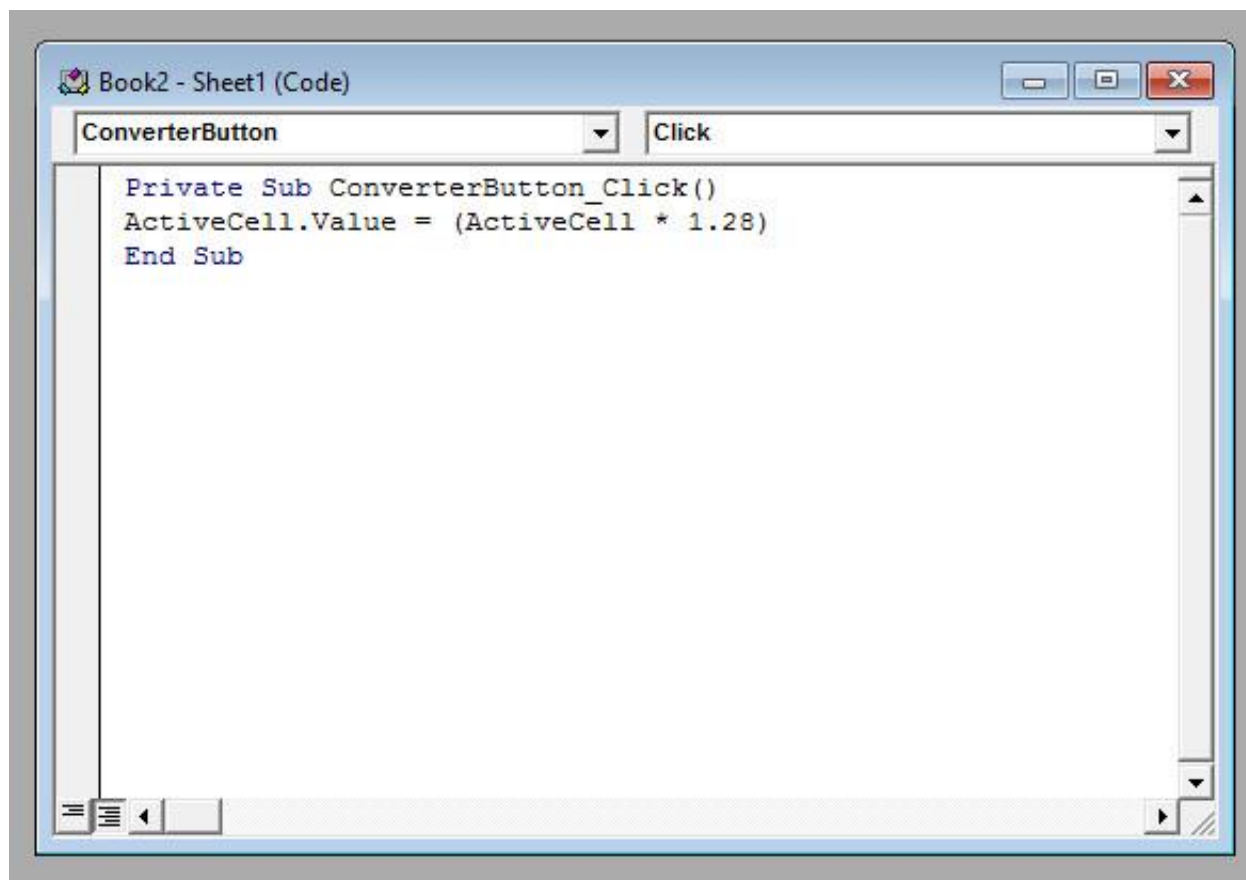 Book2 - Sheet1 (Code)
ConverterButton Click
Private Sub ConverterButton_Click()
ActiveCell.Value = (ActiveCell * 1.28)
End Sub